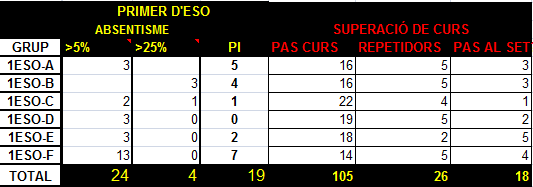 PRIMER D'ESO
ABSENTISME SUPERACIÓ DE CURS
GRUP >5% >25% PI PAS CURS REPETIDORS PAS AL SET
1ESO-A 3 5 16 5 3
1ESO-B 3 4 16 5 3
1ESO-C 2 1 1 22 4 1
1ESO-D 3 0 0 19 5 2
1ESO-E 3 0 2 18 2 5
1ESO-F 13 0 7 14 5 4
TOTAL 24 4 19 105 26 18